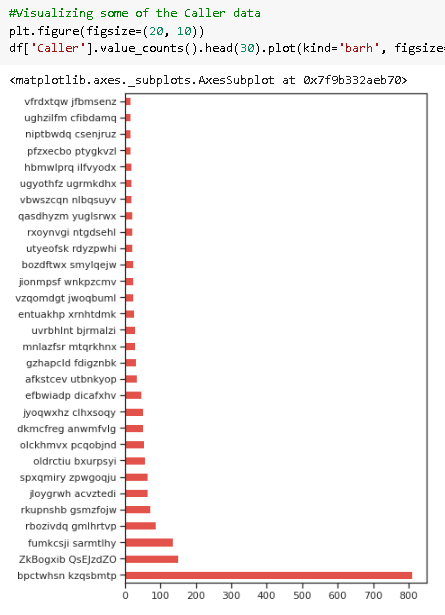 #Visualizing some of the Caller data
plt.figure(figsize=(20, 10))
df['Caller'].value_counts().head(30).plot(kind='barh', figsize=
<matplotlib.axes._subplots.AxesSubplot at 0x7f9b332aeb70>
vfrdxtqw jfbmsenz
ughzilfm cfibdamq
niptbwdq csenjruz
pfzxecbo ptygkvzl
hbmwlprq ilfvyodx
ugyothfz ugrmkdhx
vbwszcqn nlbqsuyv
qasdhyzm yuglsrwx
rxoynvgi ntgdsehl
utyeofsk rdyzpwhi
bozdftwx smylqejw
jionmpsf wnkpzcmv
vzqomdgt jwoqbuml
entuakhp xrnhtdmk
uvrbhlnt bjrmalzi
mnlazfsr mtqrkhnx
gzhapcld fdigznbk
afkstcev utbnkyop
efbwiadp dicafxhv
jyoqwxhz clhxsoqy
dkmcfreg anwmfvlg
olckhmvx pcqobjnd
oldrctiu bxurpsyi
spxqmiry zpwgoqju
jloygrwh acvztedi
rkupnshb gsmzfojw
rbozivdq gmlhrtvp
fumkcsji sarmtlhy
ZkBogxib QsEJzdZO
bpctwhsn kzqsbmtp
0 100 200 300 400 500 600 700 800